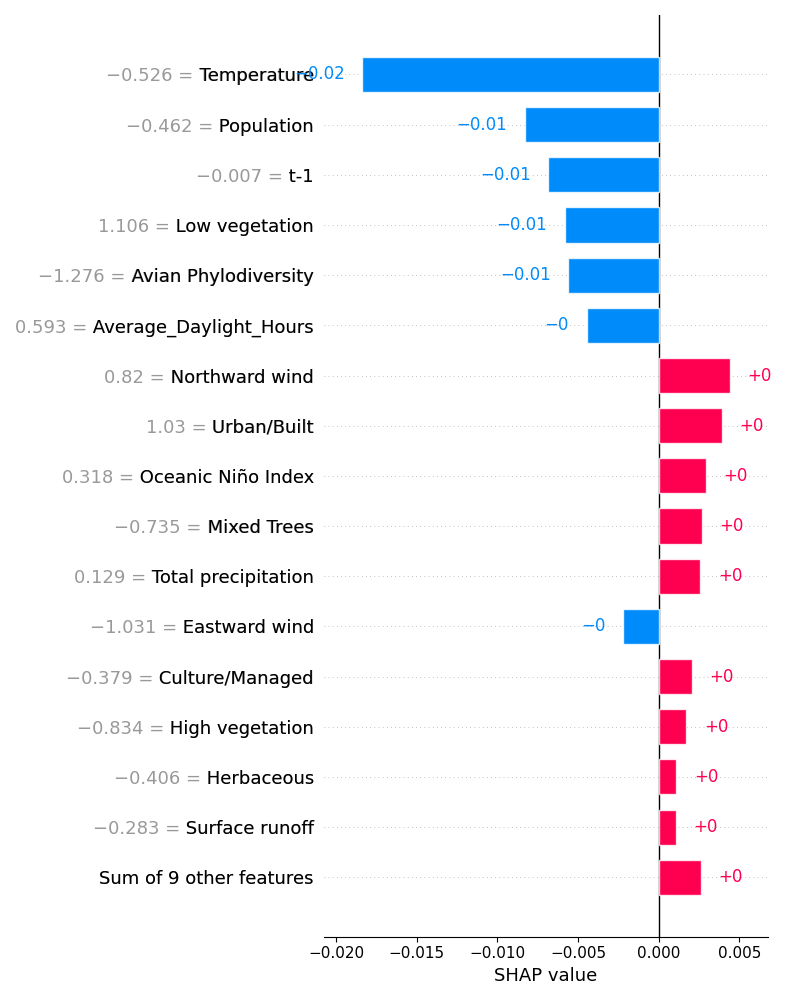 −0.526 = Temperature −0.02
−0.462 = Population −0.01
−0.007 = t-1 −0.01
1.106 = Low vegetation −0.01
−1.276 = Avian Phylodiversity −0.01
0.593 = Average_Daylight_Hours −0
0.82 = Northward wind +0
1.03 = Urban/Built +0
0.318 = Oceanic Niño Index +0
−0.735 = Mixed Trees +0
0.129 = Total precipitation +0
−1.031 = Eastward wind −0
−0.379 = Culture/Managed +0
−0.834 = High vegetation +0
−0.406 = Herbaceous +0
−0.283 = Surface runoff +0
Sum of 9 other features +0
−0.020 −0.015 −0.010 −0.005 0.000 0.005
SHAP value